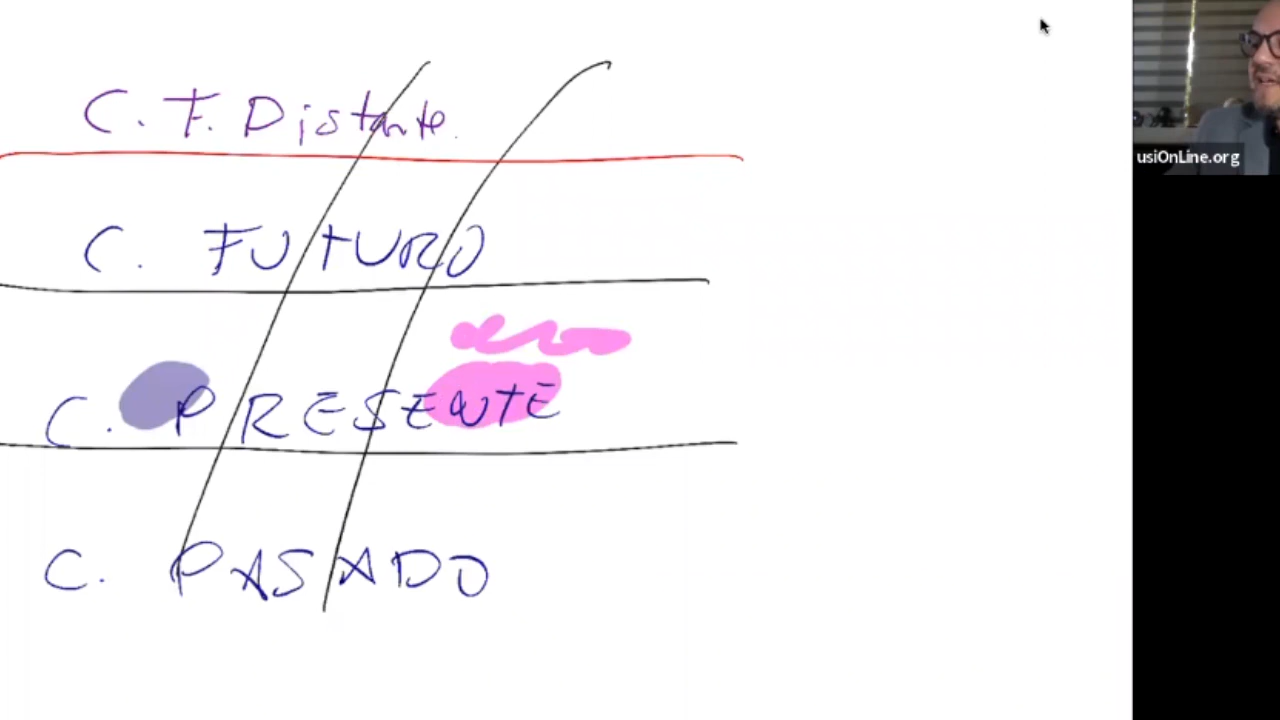 C. F. Distante.
usiOnLine.org
C. FUTURO
C. PRESENTE
C. PASADO